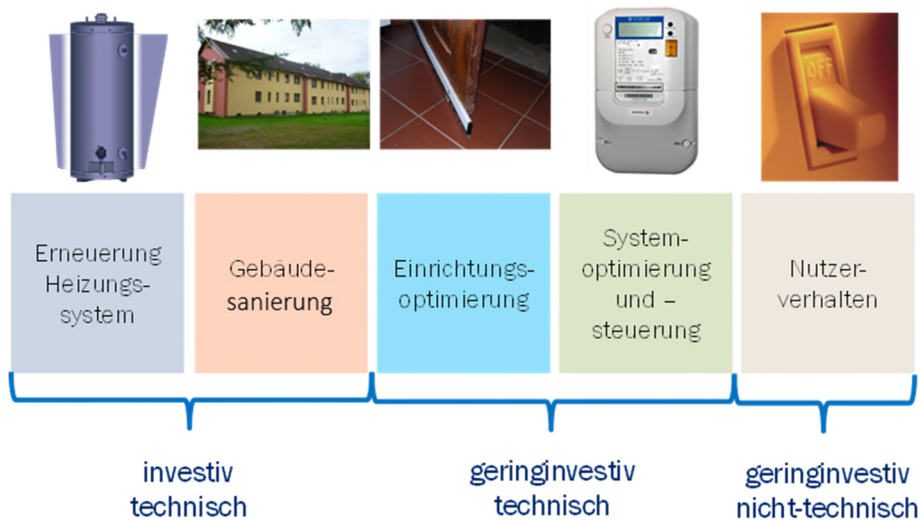 OFF
Erneuerung
Heizungs-
system
Gebäude-
sanierung
Einrichtungs-
optimierung
System-
optimierung
und –
steuerung
Nutzer-
verhalten
investiv
technisch
geringinvestiv
technisch
geringinvestiv
nicht-technisch